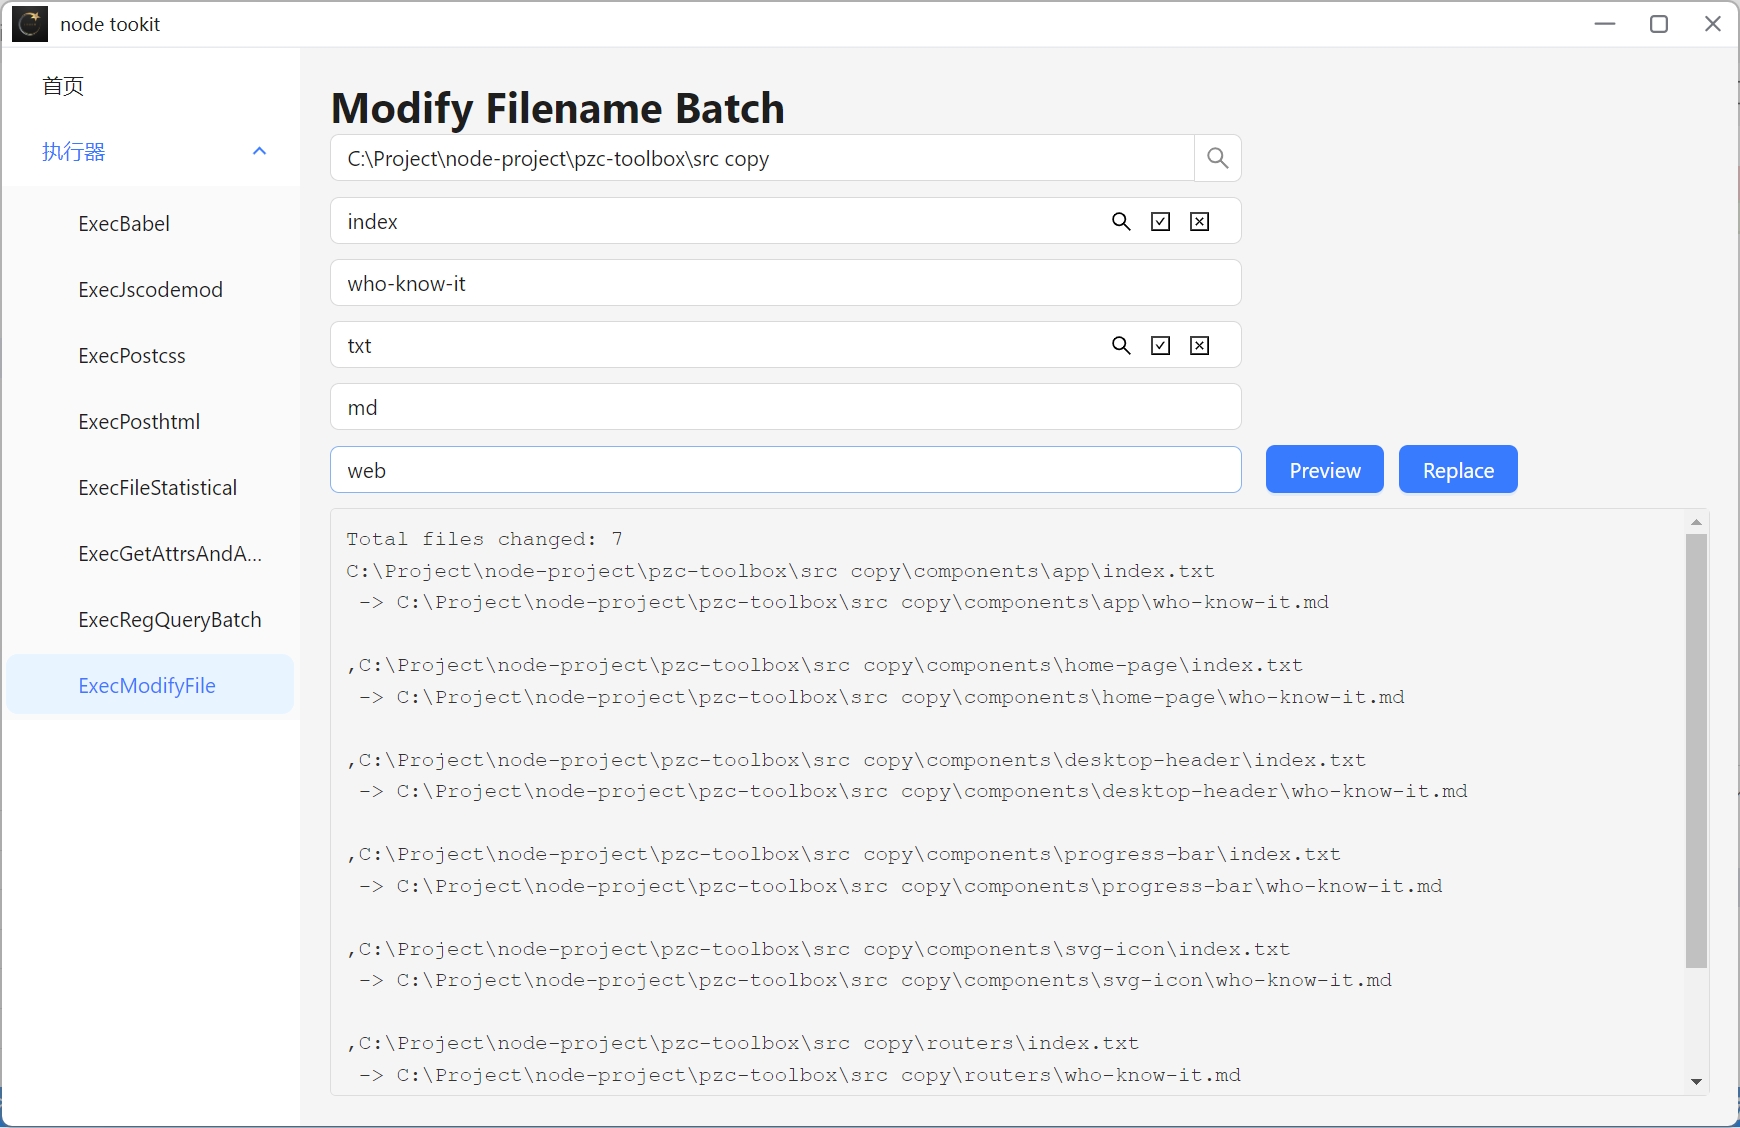 node tookit
首页
执行器
ExecBabel
ExecJscodemod
ExecPostcss
ExecPosthtml
ExecFileStatistical
ExecGetAttrsAndA...
ExecRegQueryBatch
ExecModifyFile
Modify Filename Batch
C:\Project\node-project\pzc-toolbox\src copy
index
who-know-it
txt
md
web
Preview
Replace
Total files changed: 7
C:\Project\node-project\pzc-toolbox\src copy\components\app\index.txt
-> C:\Project\node-project\pzc-toolbox\src copy\components\app\who-know-it.md
,C:\Project\node-project\pzc-toolbox\src copy\components\home-page\index.txt
-> C:\Project\node-project\pzc-toolbox\src copy\components\home-page\who-know-it.md
,C:\Project\node-project\pzc-toolbox\src copy\components\desktop-header\index.txt
-> C:\Project\node-project\pzc-toolbox\src copy\components\desktop-header\who-know-it.md
,C:\Project\node-project\pzc-toolbox\src copy\components\progress-bar\index.txt
-> C:\Project\node-project\pzc-toolbox\src copy\components\progress-bar\who-know-it.md
,C:\Project\node-project\pzc-toolbox\src copy\components\svg-icon\index.txt
-> C:\Project\node-project\pzc-toolbox\src copy\components\svg-icon\who-know-it.md
,C:\Project\node-project\pzc-toolbox\src copy\routers\index.txt
-> C:\Project\node-project\pzc-toolbox\src copy\routers\who-know-it.md